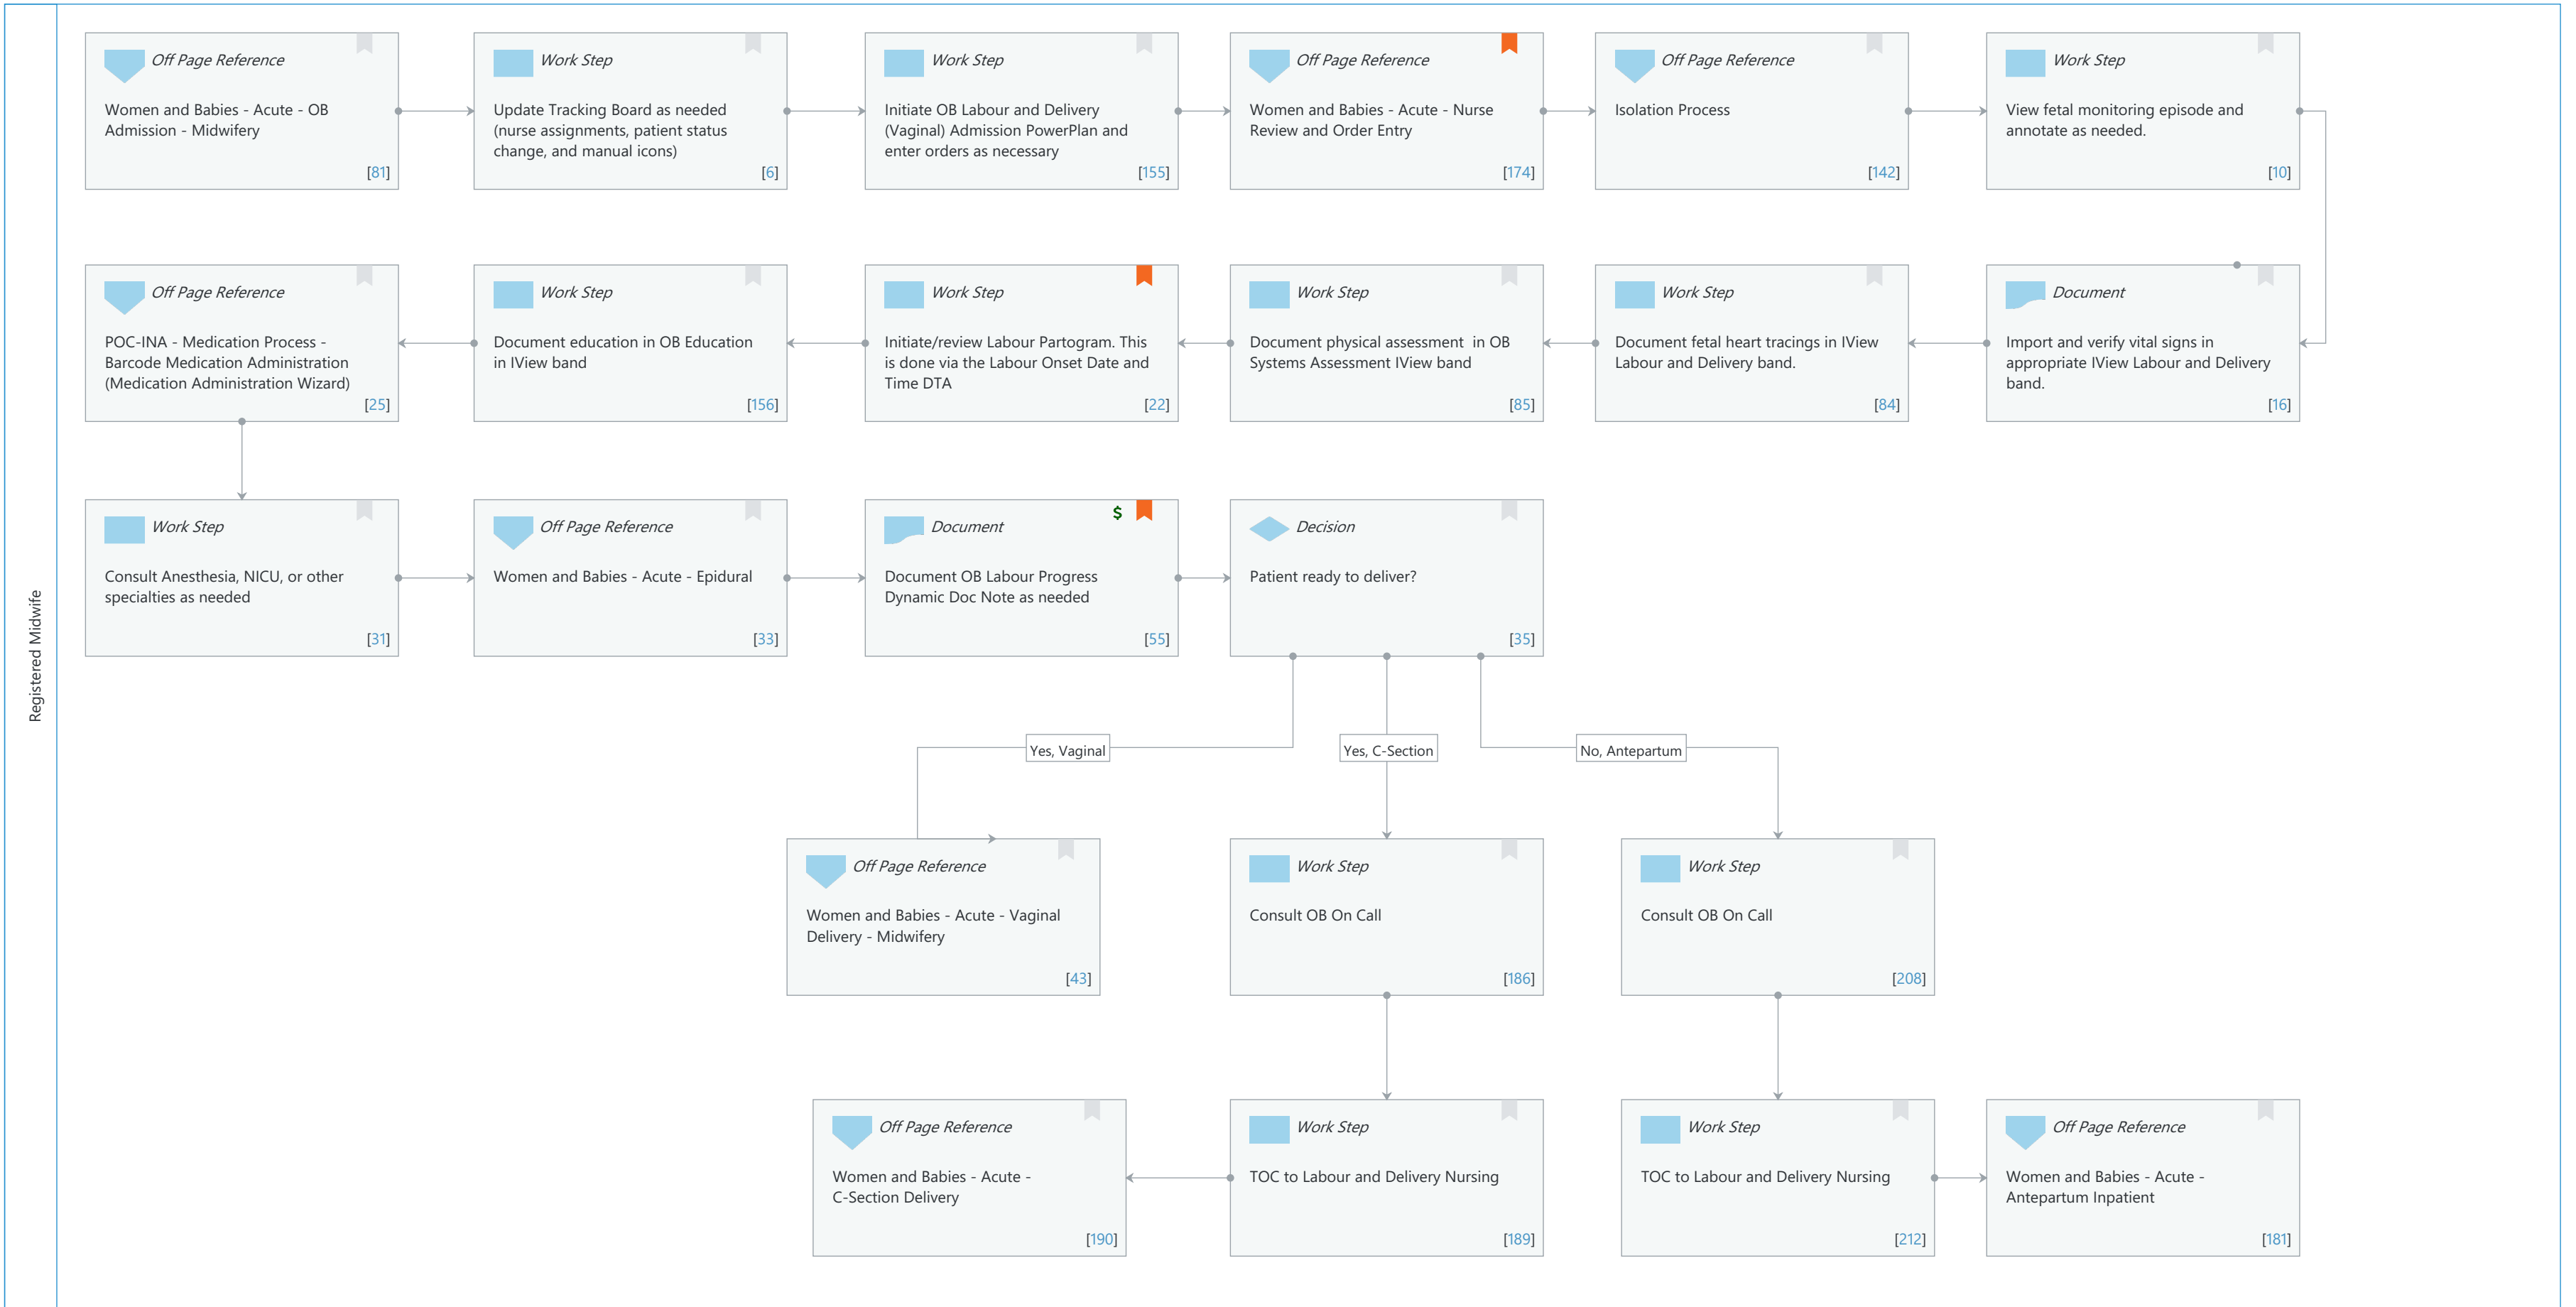 Registered Midwife
Off Page Reference
Women and Babies - Acute - OB
Admission - Midwifery
[81]
Work Step
Update Tracking Board as needed
(nurse assignments, patient status
change, and manual icons)
[6]
Work Step
Initiate OB Labour and Delivery
(Vaginal) Admission PowerPlan and
enter orders as necessary
[155]
Off Page Reference
Women and Babies - Acute - Nurse
Review and Order Entry
[174]
Off Page Reference
Isolation Process
[142]
Work Step
View fetal monitoring episode and
annotate as needed.
[10]
Off Page Reference
POC-INA - Medication Process -
Barcode Medication Administration
(Medication Administration Wizard)
[25]
Work Step
Document education in OB Education
in IView band
[156]
Work Step
Initiate/review Labour Partogram. This
is done via the Labour Onset Date and
Time DTA
[22]
Work Step
Document physical assessment  in OB
Systems Assessment IView band
[85]
Work Step
Document fetal heart tracings in IView
Labour and Delivery band.
[84]
Document
Import and verify vital signs in
appropriate IView Labour and Delivery
band.
[16]
Work Step
Consult Anesthesia, NICU, or other
specialties as needed
[31]
Off Page Reference
Women and Babies - Acute - Epidural
[33]
$
Document
Document OB Labour Progress
Dynamic Doc Note as needed
[55]
Decision
Patient ready to deliver?
[35]
Yes, Vaginal
Yes, C-Section
No, Antepartum
Off Page Reference
Women and Babies - Acute - Vaginal
Delivery - Midwifery
[43]
Work Step
Consult OB On Call
[186]
Work Step
Consult OB On Call
[208]
Off Page Reference
Women and Babies - Acute -
C-Section Delivery
[190]
Work Step
TOC to Labour and Delivery Nursing
[189]
Work Step
TOC to Labour and Delivery Nursing
[212]
Off Page Reference
Women and Babies - Acute -
Antepartum Inpatient
[181]